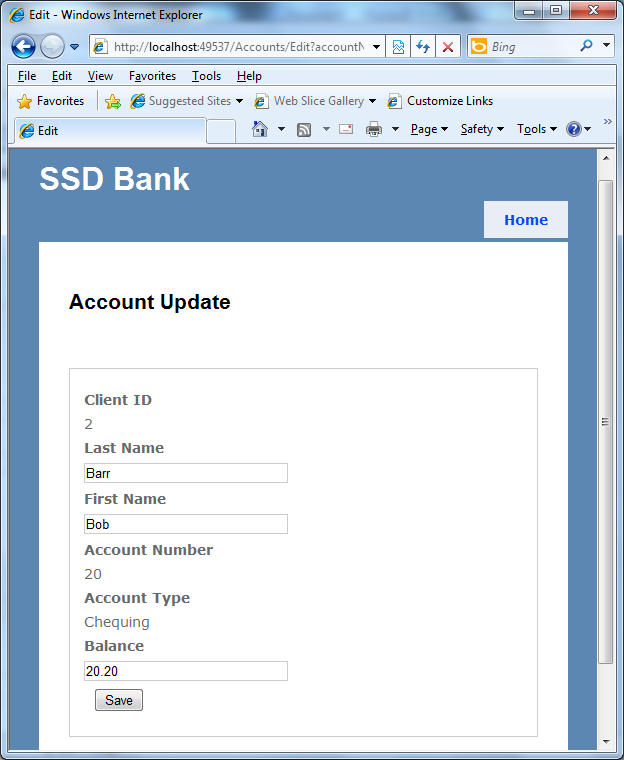 Edit - Windows Internet Explorer
http://localhost:49537/Accounts/Edit?accountN
Bing
File Edit View Favorites Tools Help
Favorites Suggested Sites Web Slice Gallery Customize Links
Edit Page Safety Tools
SSD Bank
Home
Account Update
Client ID
2
Last Name
Barr
First Name
Bob
Account Number
20
Account Type
Chequing
Balance
20.20
Save